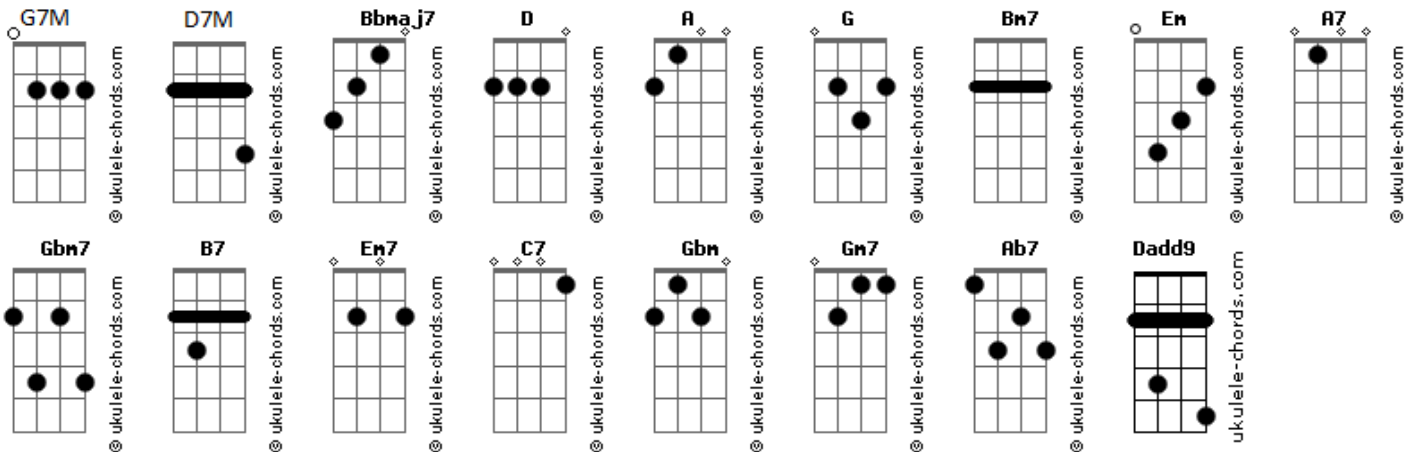 G7M D7M Bbmaj7 D A G Bm7 Em A7
© ukulele-chords.com © ukulele-chords.com © ukulele-chords.com © ukulele-chords.com © ukulele-chords.com © ukulele-chords.com © ukulele-chords.com © ukulele-chords.com © ukulele-chords.com
Gbm7 B7 Em7 C7 Gbm Gm7 Ab7 Dadd9
© ukulele-chords.com © ukulele-chords.com © ukulele-chords.com © ukulele-chords.com © ukulele-chords.com © ukulele-chords.com © ukulele-chords.com ukulele-chords.com